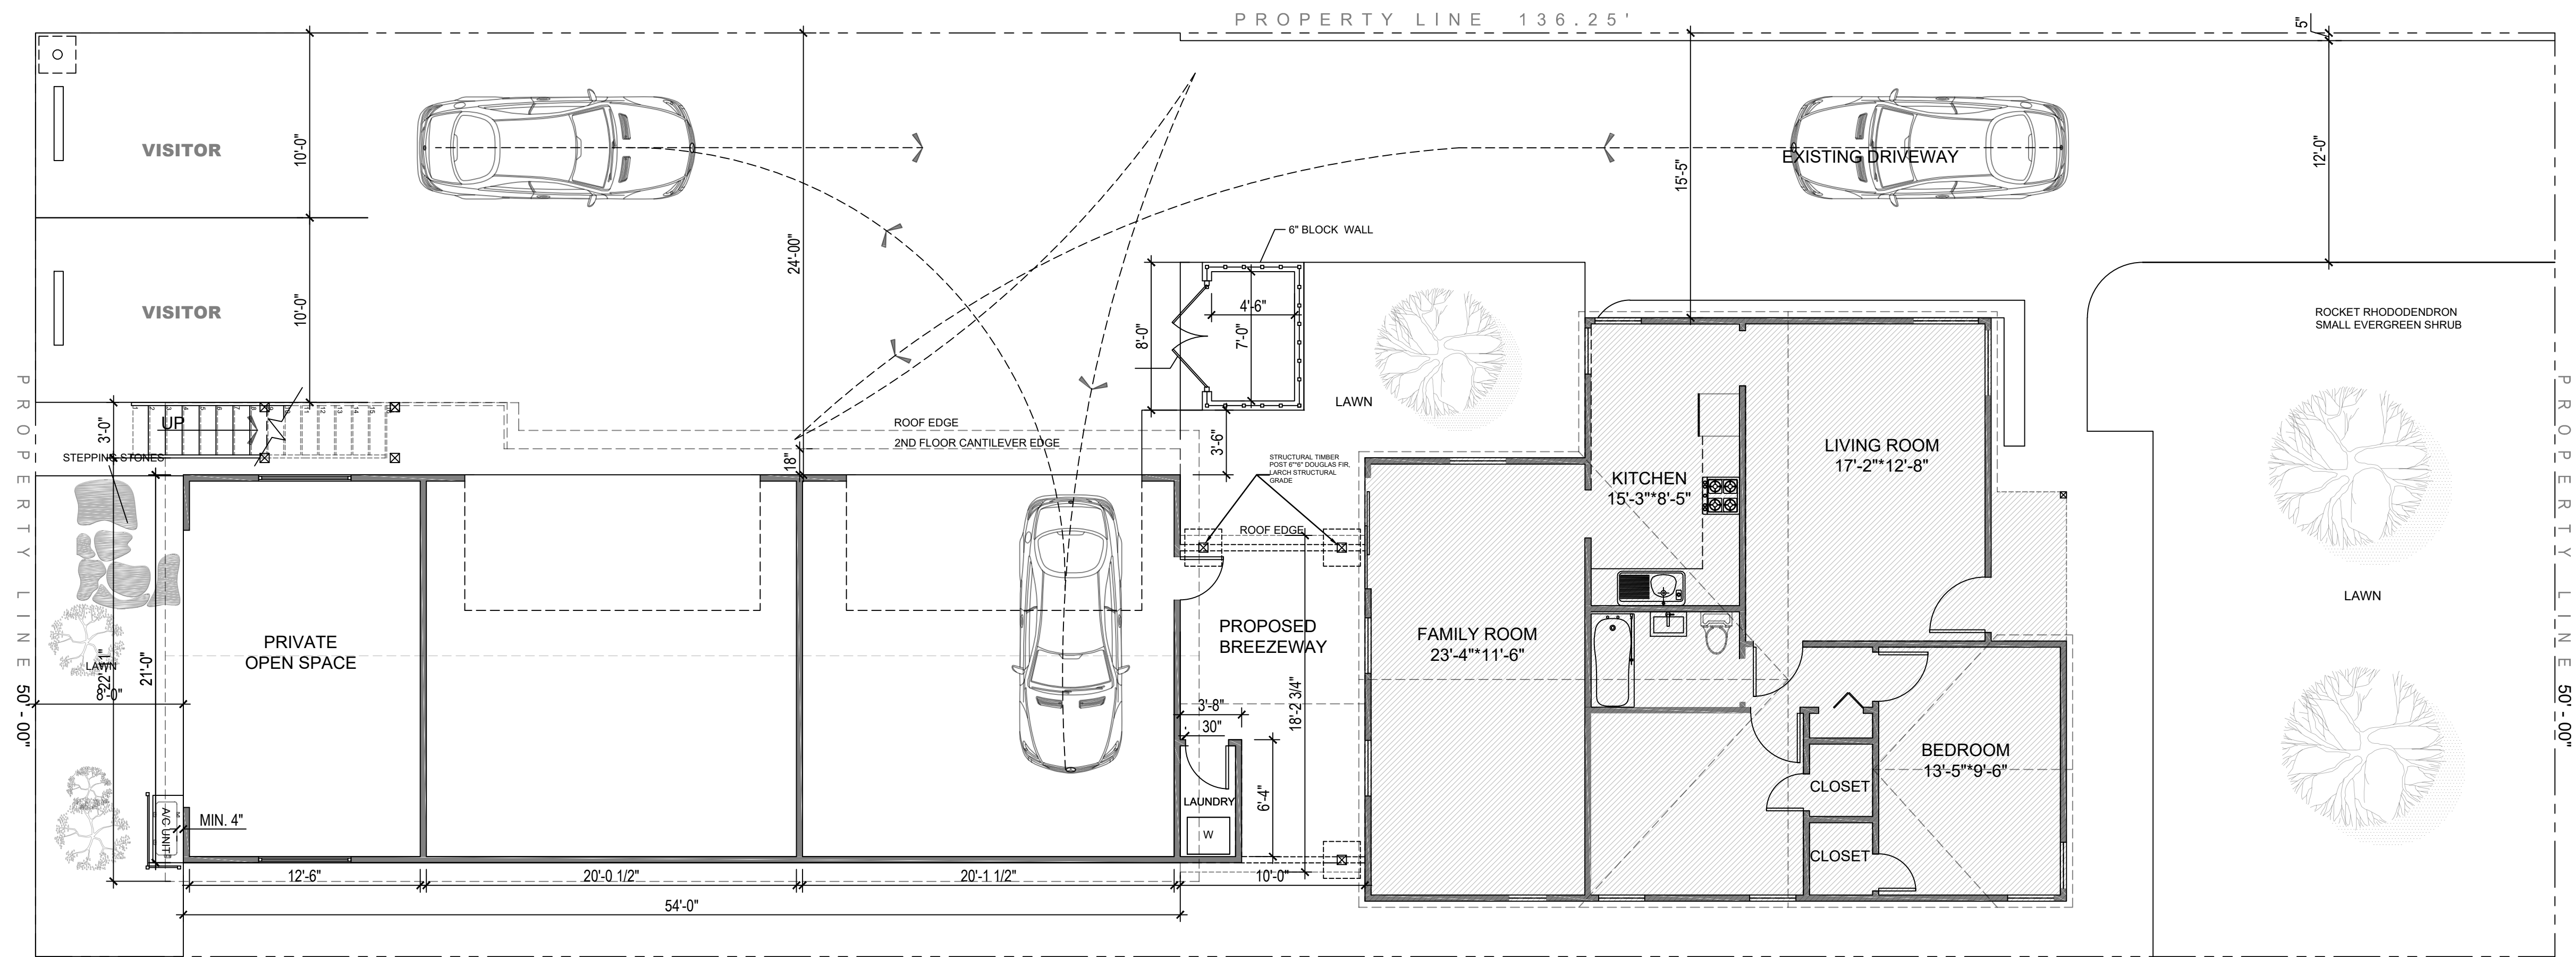 PROPERTY LINE 136.25'
5"
VISITOR
10'-0"
EXISTING DRIVEWAY
15'-5"
12'-0"
24'-00"
6" BLOCK WALL
VISITOR
10'-0"
8'-0"
4'-6"
7'-0"
ROCKET RHODODENDRON
SMALL EVERGREEN SHRUB
PROPERTY LINE 50'-00"
PROPERTY LINE 50'-00"
LAWN
UP
3'-0"
ROOF EDGE
2ND FLOOR CANTILEVER EDGE
3'-6"
18"
STEPPING STONES
STRUCTURAL TIMBER
POST 6"*6" DOUGLAS FIR,
LARCH STRUCTURAL
GRADE
LIVING ROOM
17'-2"*12'-8"
KITCHEN
15'-3"*8'-5"
ROOF EDGE
LAWN
PROPOSED
BREEZEWAY
FAMILY ROOM
23'-4"*11'-6"
PRIVATE
OPEN SPACE
LAWN
22'-1"
21'-0"
8'-0"
3'-8"
30"
18'-2 3/4"
BEDROOM
13'-5"*9'-6"
CLOSET
LAUNDRY
6'-4"
W
A/C UNIT
MIN. 4"
CLOSET
12'-6"
20'-0 1/2"
20'-1 1/2"
10'-0"
54'-0"